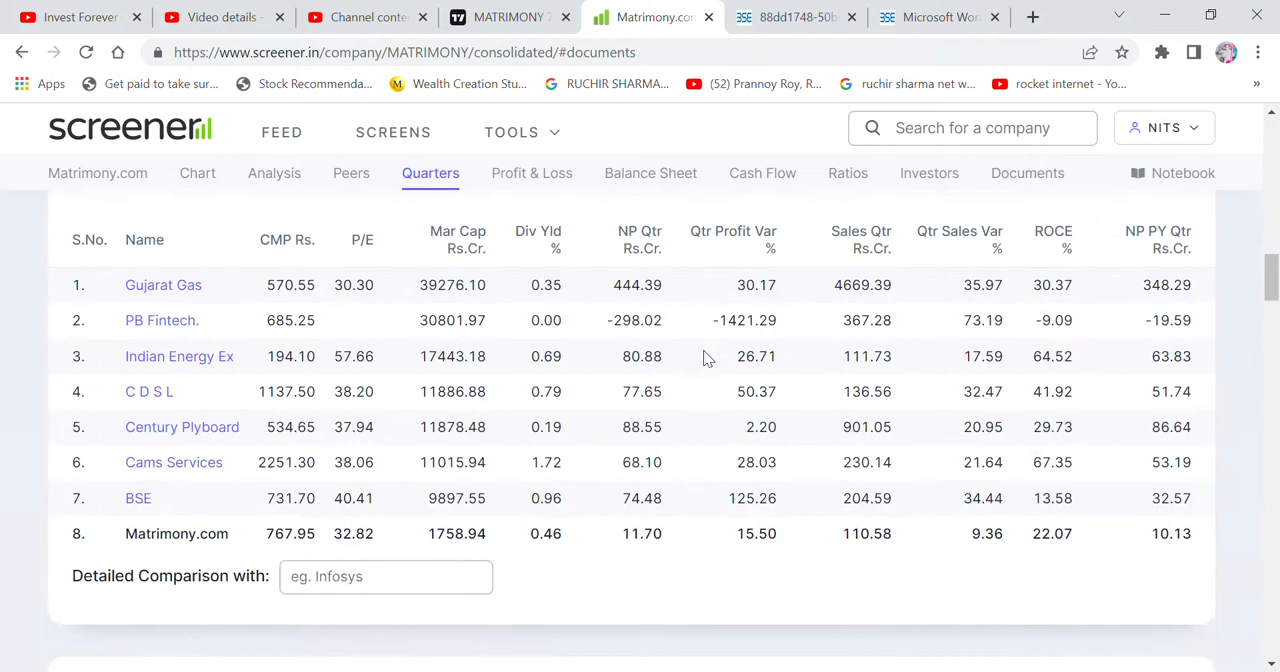 Invest Forever
Video details -
Channel conte
MATRIMONY 7
Matrimony.com
88dd1748-50b
Microsoft Wor
https://www.screener.in/company/MATRIMONY/consolidated/#documents
Apps
Get paid to take sur...
Stock Recommenda...
Wealth Creation Stu...
RUCHIR SHARMA...
(52) Prannoy Roy, R...
ruchir sharma net w...
rocket internet - Yo...
»
screener
FEED
SCREENS
TOOLS
Search for a company
NITS
Matrimony.com Chart Analysis Peers Quarters Profit & Loss Balance Sheet Cash Flow Ratios Investors Documents Notebook
S.No. Name CMP Rs. P/E Mar Cap Rs.Cr. Div Yld % NP Qtr Rs.Cr. Qtr Profit Var % Sales Qtr Rs.Cr. Qtr Sales Var % ROCE % NP PY Qtr Rs.Cr.
1. Gujarat Gas 570.55 30.30 39276.10 0.35 444.39 30.17 4669.39 35.97 30.37 348.29
2. PB Fintech. 685.25 30801.97 0.00 -298.02 -1421.29 367.28 73.19 -9.09 -19.59
3. Indian Energy Ex 194.10 57.66 17443.18 0.69 80.88 26.71 111.73 17.59 64.52 63.83
4. C D S L 1137.50 38.20 11886.88 0.79 77.65 50.37 136.56 32.47 41.92 51.74
5. Century Plyboard 534.65 37.94 11878.48 0.19 88.55 2.20 901.05 20.95 29.73 86.64
6. Cams Services 2251.30 38.06 11015.94 1.72 68.10 28.03 230.14 21.64 67.35 53.19
7. BSE 731.70 40.41 9897.55 0.96 74.48 125.26 204.59 34.44 13.58 32.57
8. Matrimony.com 767.95 32.82 1758.94 0.46 11.70 15.50 110.58 9.36 22.07 10.13
Detailed Comparison with: eg. Infosys